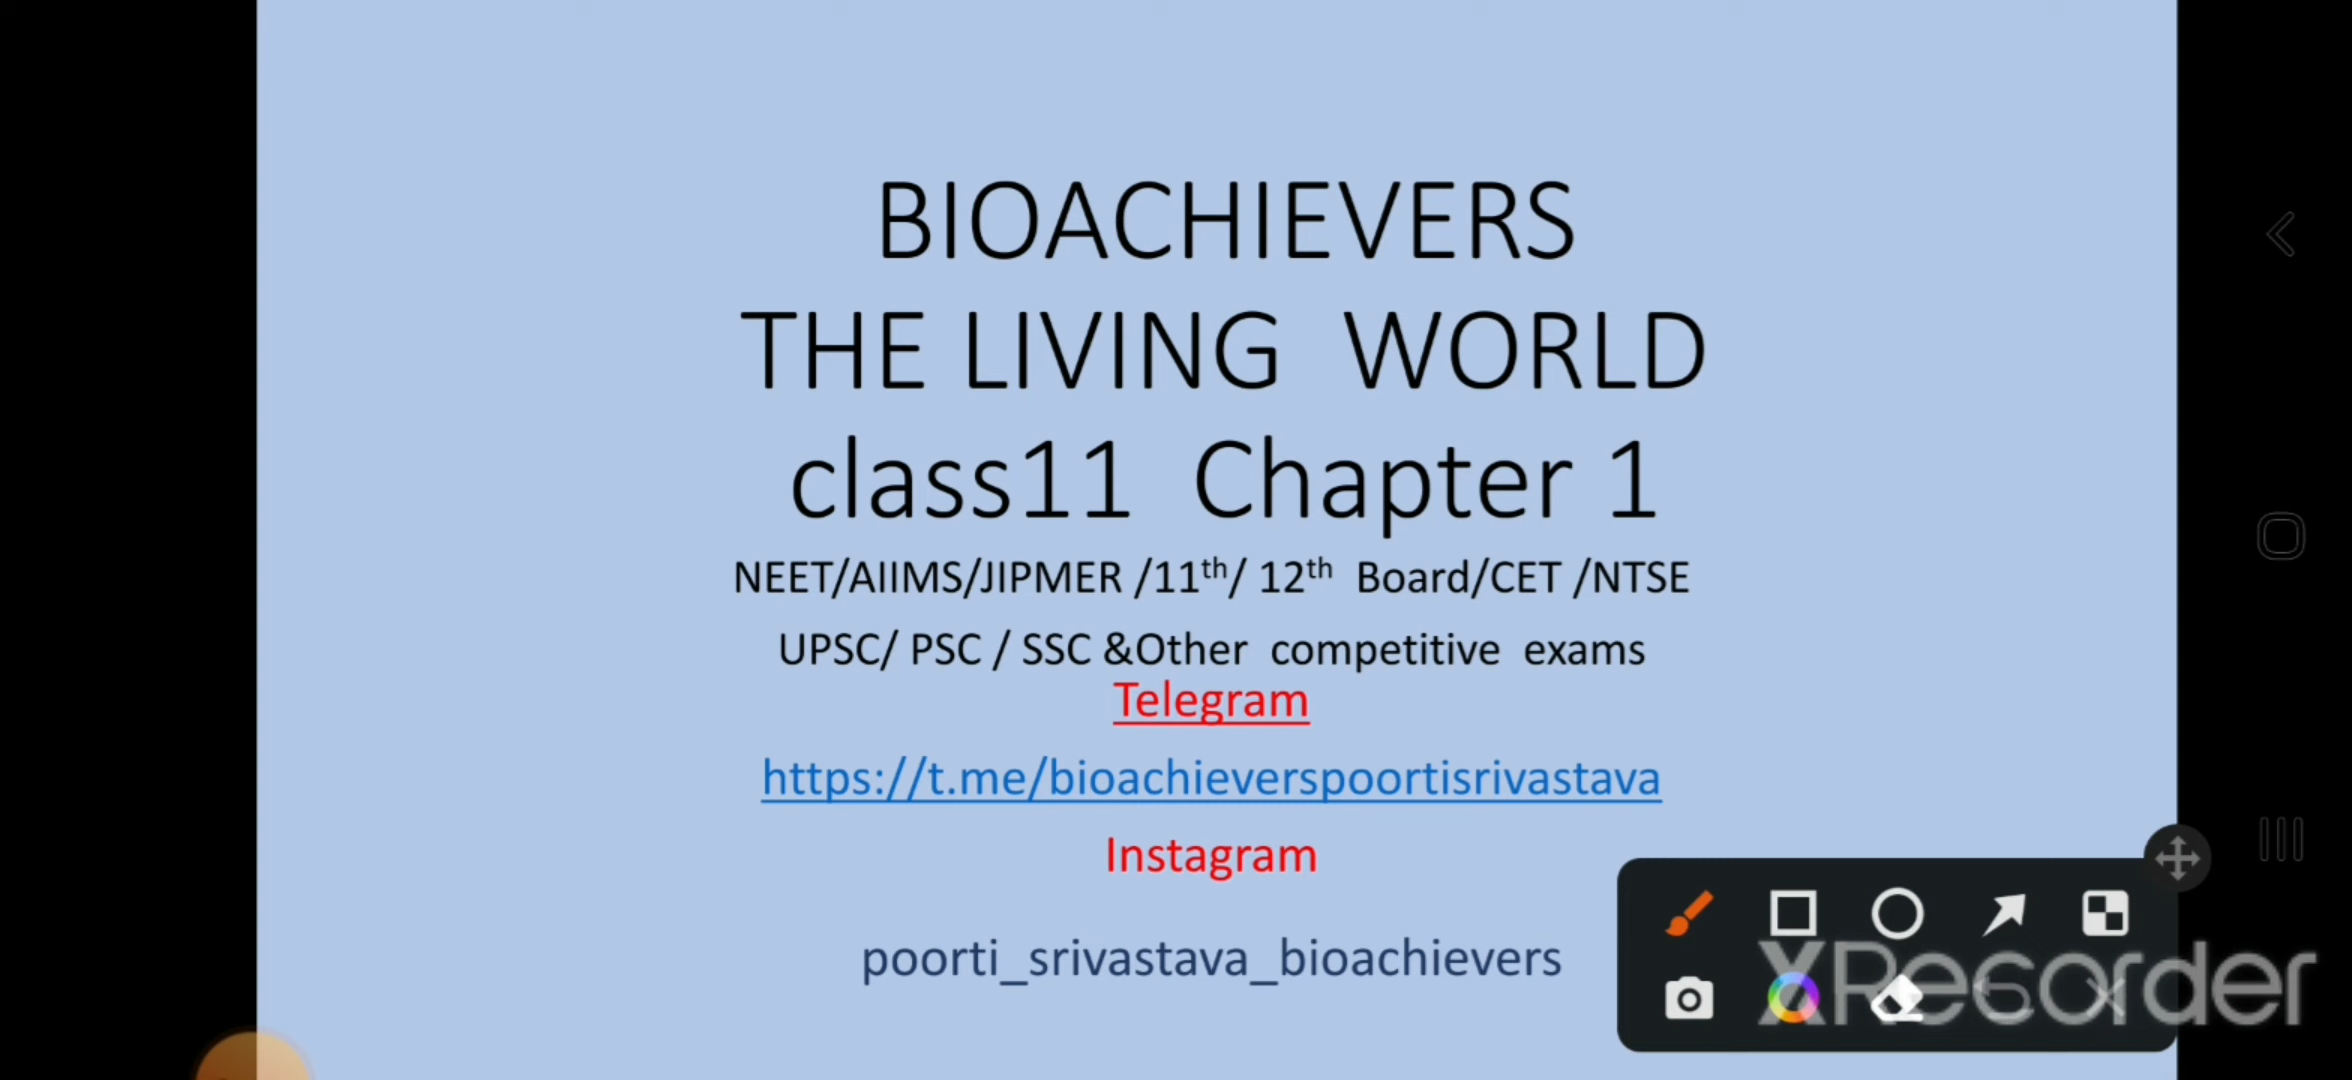 BIOACHIEVERS
THE LIVING WORLD
class11 Chapter 1
NEET/AIIMS/JIPMER /11th/ 12th Board/CET /NTSE
UPSC/ PSC / SSC &Other competitive exams
Telegram
https://t.me/bioachieverspoortisrivastava
Instagram
poorti_srivastava_bioachievers
XRecorder